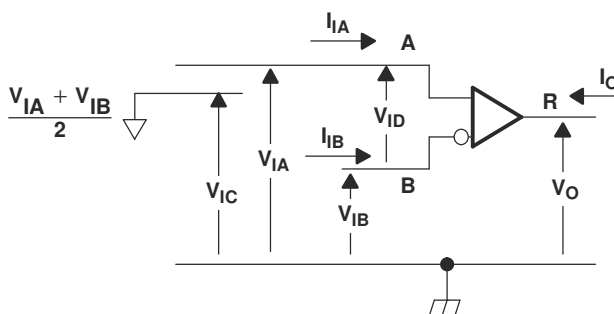 I_IA
A
V_IA + V_IB
2
I_O
R
V_ID
I_IB
V_IA
B
V_IC
V_IB
V_O